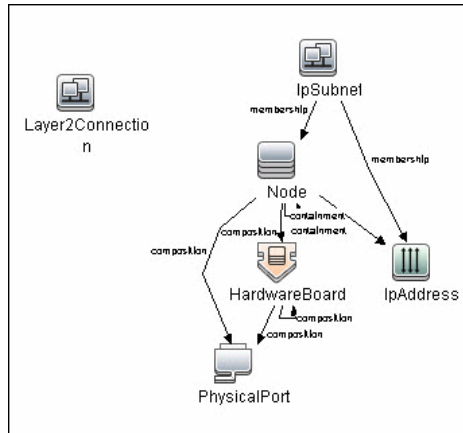 IpSubnet
Layer2Connectio
n
membership
membership
Node
containment
composition
containment
composition
HardwareBoard
IpAddress
composition
composition
PhysicalPort